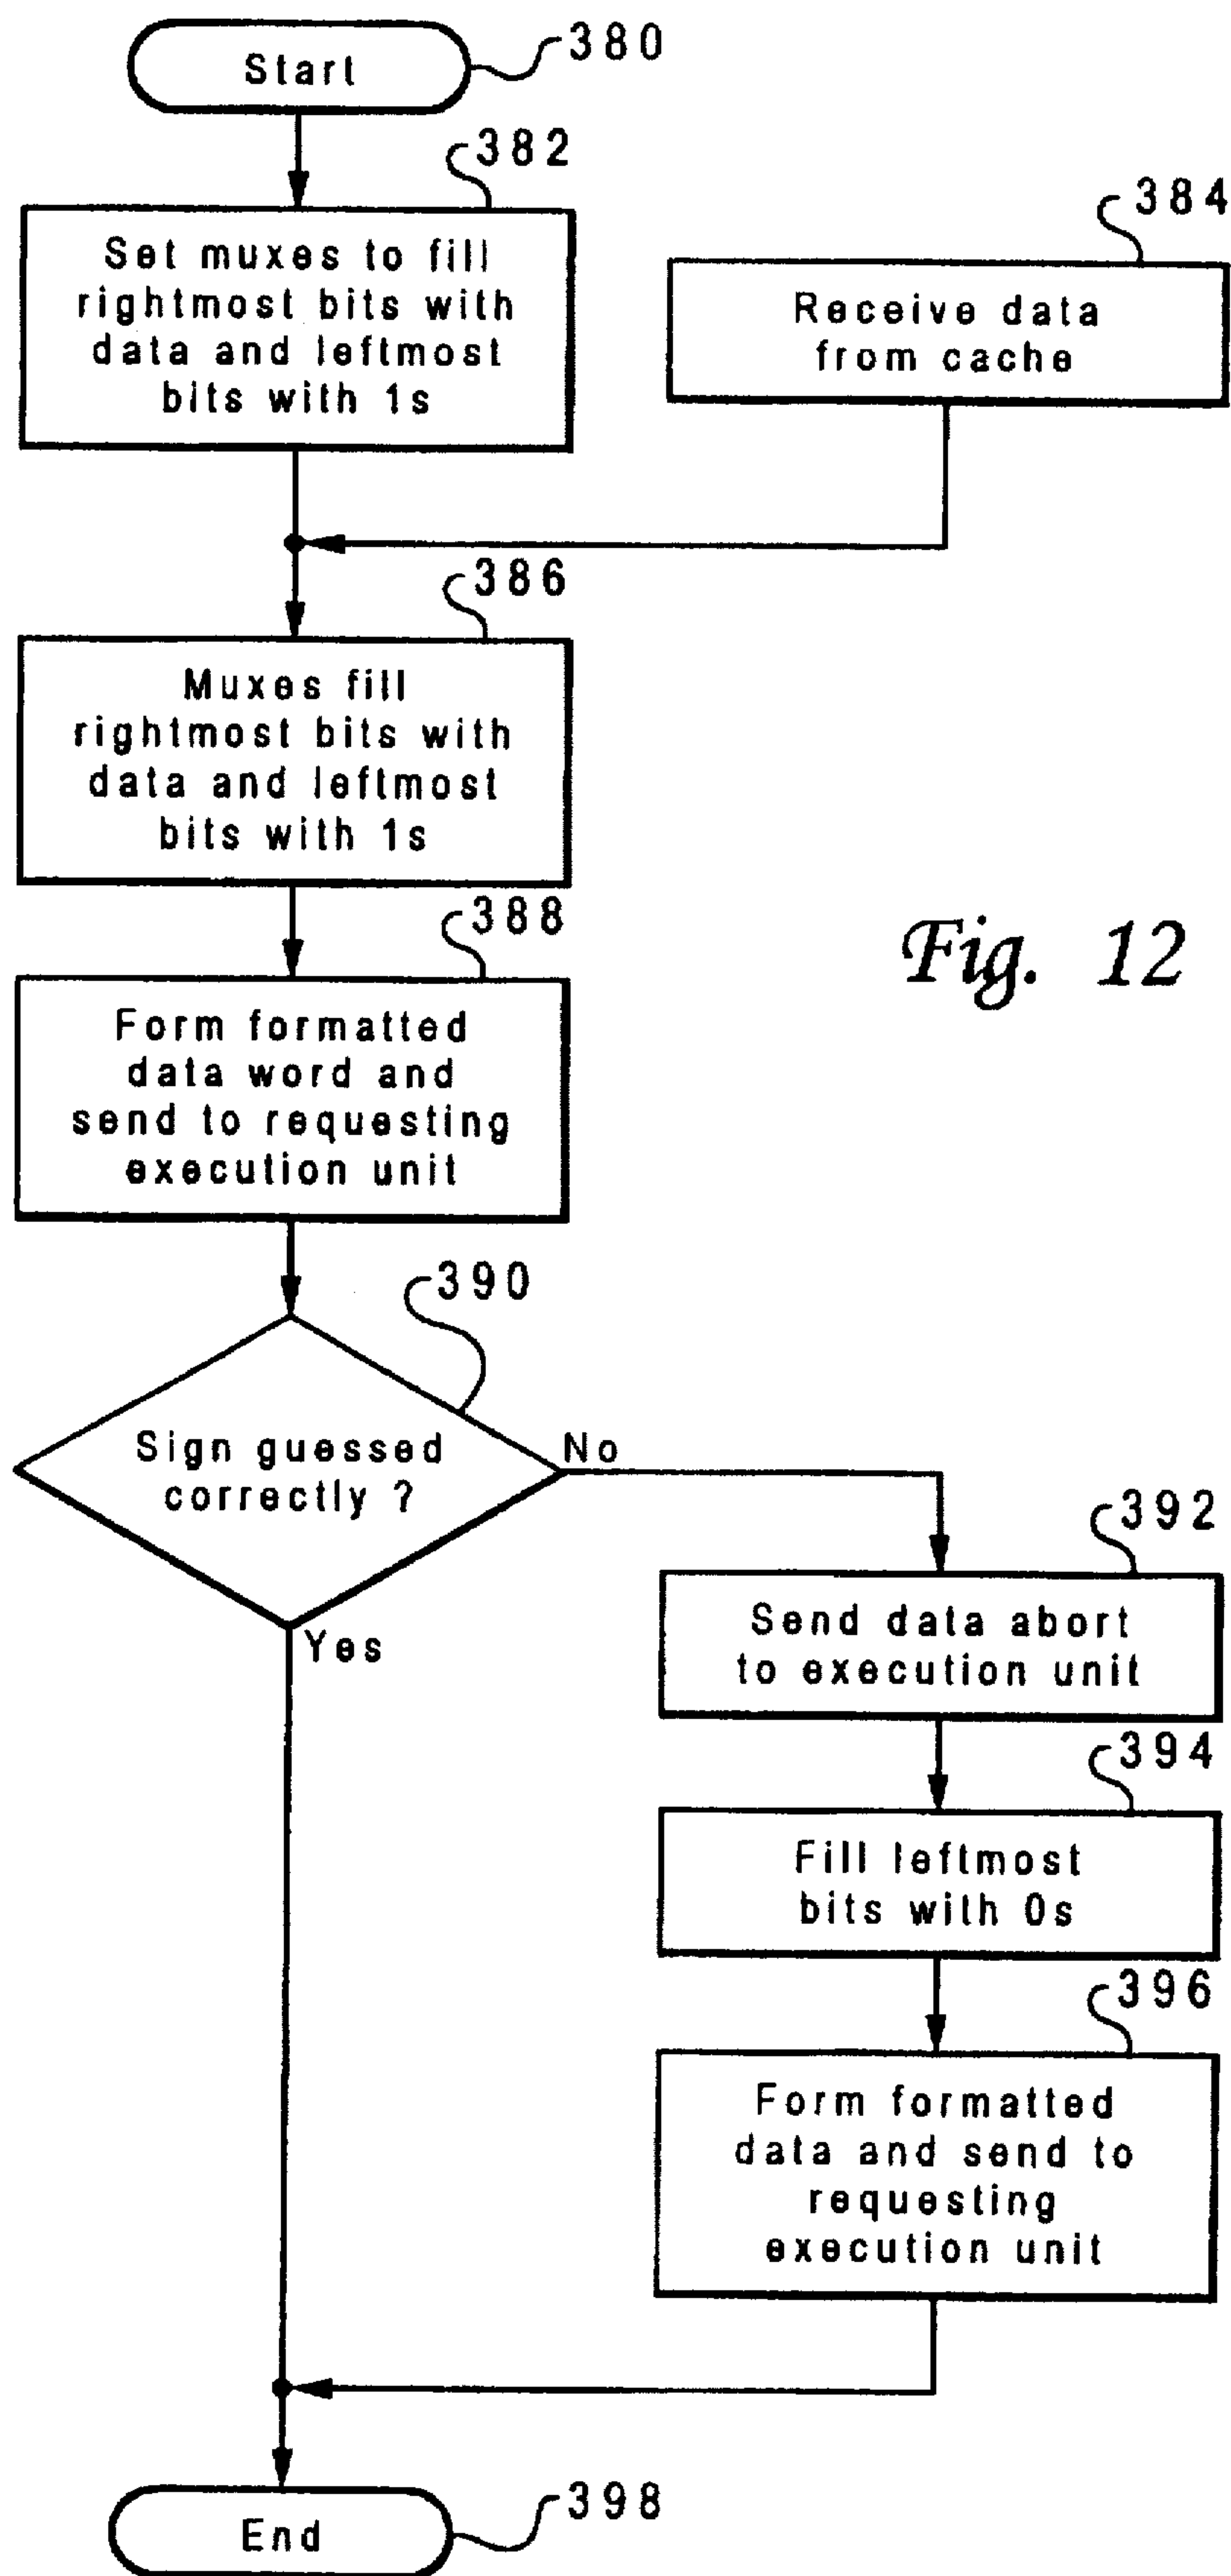 Start
380
382
Set muxes to fill
rightmost bits with
data and leftmost
bits with 1s
384
Receive data
from cache
386
Muxes fill
rightmost bits with
data and leftmost
bits with 1s
388
Form formatted
data word and
send to requesting
execution unit
Fig. 12
390
Sign guessed
correctly ?
No
Yes
392
Send data abort
to execution unit
394
Fill leftmost
bits with 0s
396
Form formatted
data and send to
requesting
execution unit
End
398